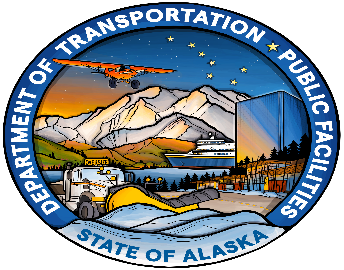 DEPARTMENT OF TRANSPORTATION ★ PUBLIC FACILITIES
STATE OF ALASKA